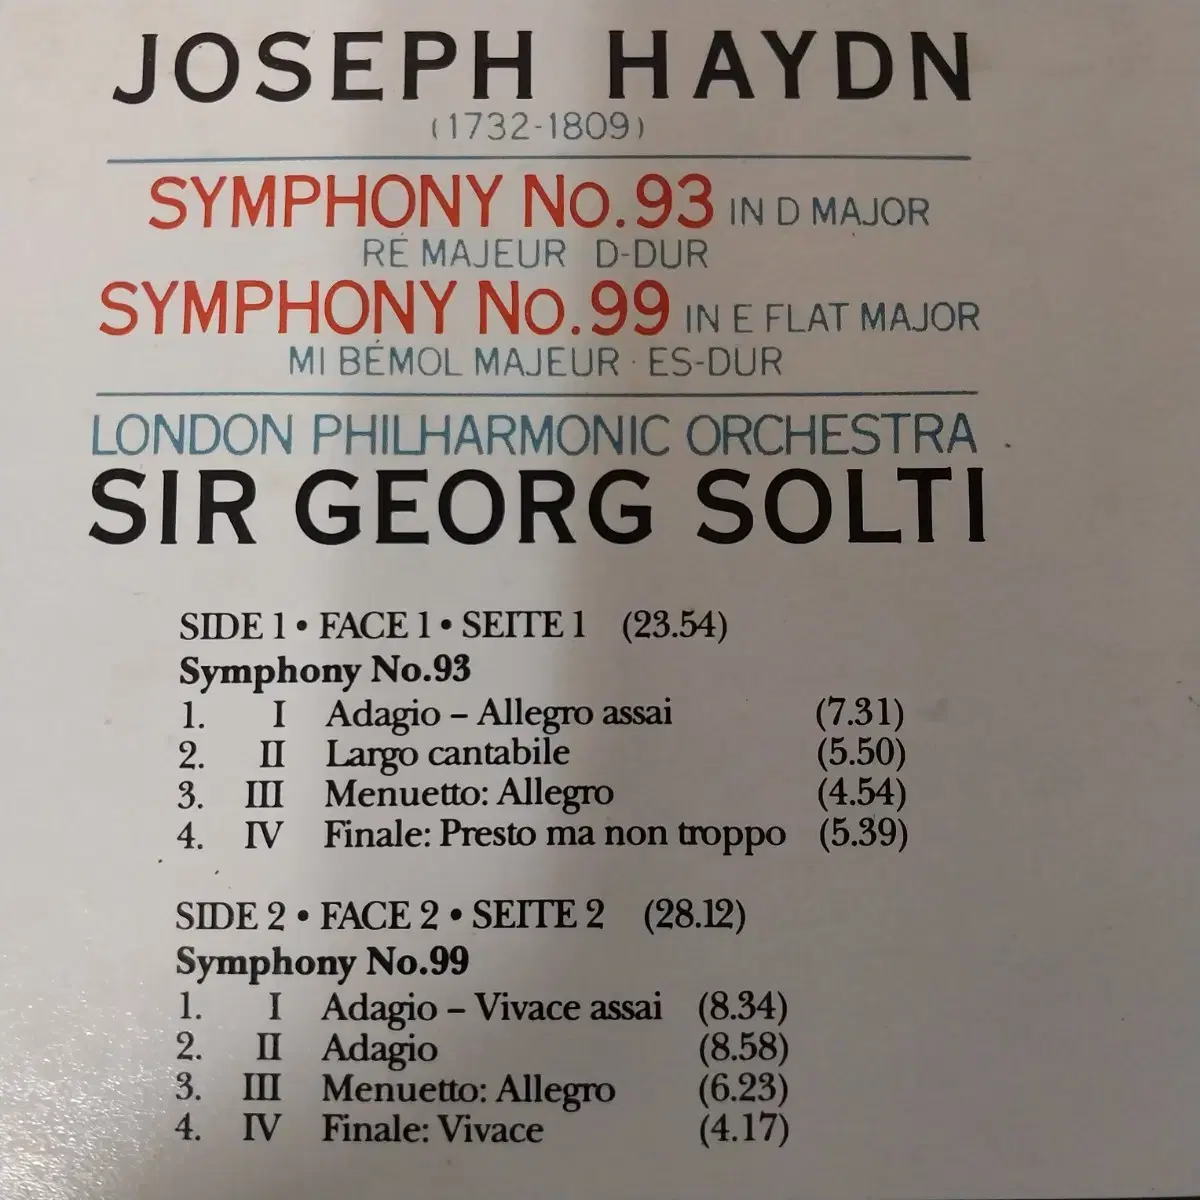 JOSEPH HAYDN
(1732-1809)
SYMPHONY No.93 IN D MAJOR
RÉ MAJEUR D-DUR
SYMPHONY No.99 IN E FLAT MAJOR
MI BÉMOL MAJEUR · ES-DUR
LONDON PHILHARMONIC ORCHESTRA
SIR GEORG SOLTI
SIDE 1 • FACE 1 • SEITE 1 (23.54)
Symphony No.93
1. I Adagio – Allegro assai (7.31)
2. II Largo cantabile (5.50)
3. III Menuetto: Allegro (4.54)
4. IV Finale: Presto ma non troppo (5.39)
SIDE 2 • FACE 2 • SEITE 2 (28.12)
Symphony No.99
1. I Adagio – Vivace assai (8.34)
2. II Adagio (8.58)
3. III Menuetto: Allegro (6.23)
4. IV Finale: Vivace (4.17)